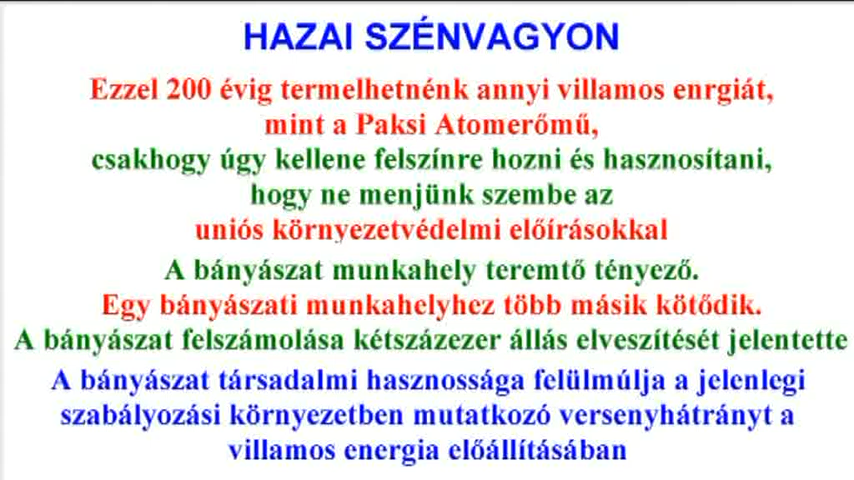 HAZAI SZÉNVAGYON
Ezzel 200 évig termelhetnénk annyi villamos enrgiát,
mint a Paksi Atomerőmű,
csakhogy úgy kellene felszínre hozni és hasznosítani,
hogy ne menjünk szembe az
uniós környezetvédelmi előírásokkal
A bányászat munkahely teremtő tényező.
Egy bányászati munkahelyhez több másik kötődik.
A bányászat felszámolása kétszázezer állás elveszítését jelentette
A bányászat társadalmi hasznossága felülmúlja a jelenlegi
szabályozási környezetben mutatkozó versenyhátrányt a
villamos energia előállításában